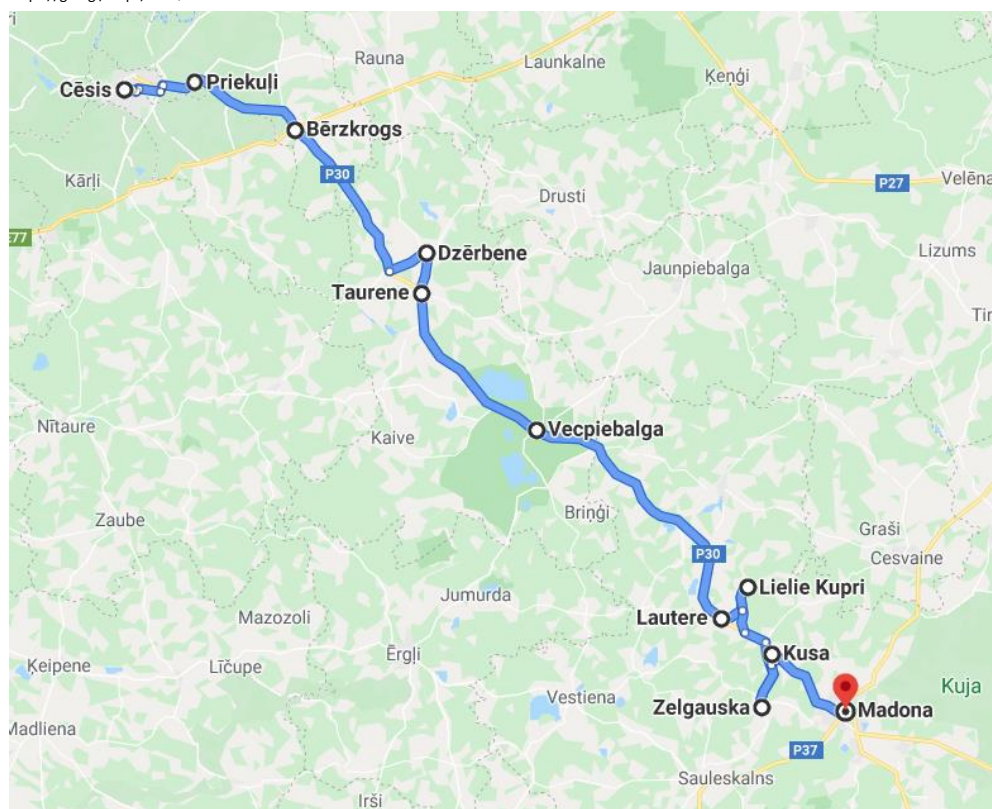 Rauna
Launkalne
Ķenģi
Priekuļi
Cēsis
Bērzkrogs
Kārļi
P30
P27
Velēna
Drusti
E77
Dzērbene
Lizums
Jaunpiebalga
Taurene
Nītaure
Kaive
Vecpiebalga
Briņģi
Zaube
Graši
P30
Cesvaine
Jumurda
Lielie Kupri
Mazozoli
Lautere
Ērgļi
Kusa
Ķeipene
Līčupe
Vestiena
Zelgauska
Kuja
Madona
Madliena
P37
Sauleskalns
Irši